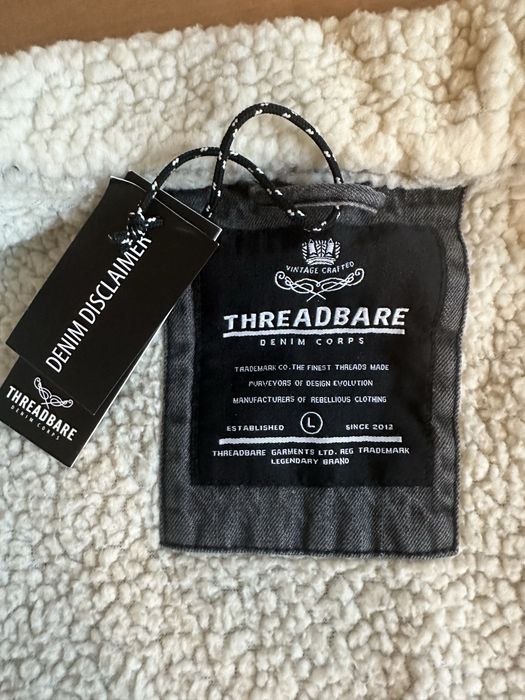 VINTAGE CRAFTED
THREADBARE
DENIM CORPS
TRADEMARK CO. THE FINEST THREADS MADE
PURVEYORS OF DESIGN EVOLUTION
MANUFACTURERS OF REBELLIOUS CLOTHING
ESTABLISHED L SINCE 2012
THREADBARE GARMENTS LTD. REG TRADEMARK
LEGENDARY BRAND
DENIM DISCLAIMER
THREADBARE
DENIM CORPS